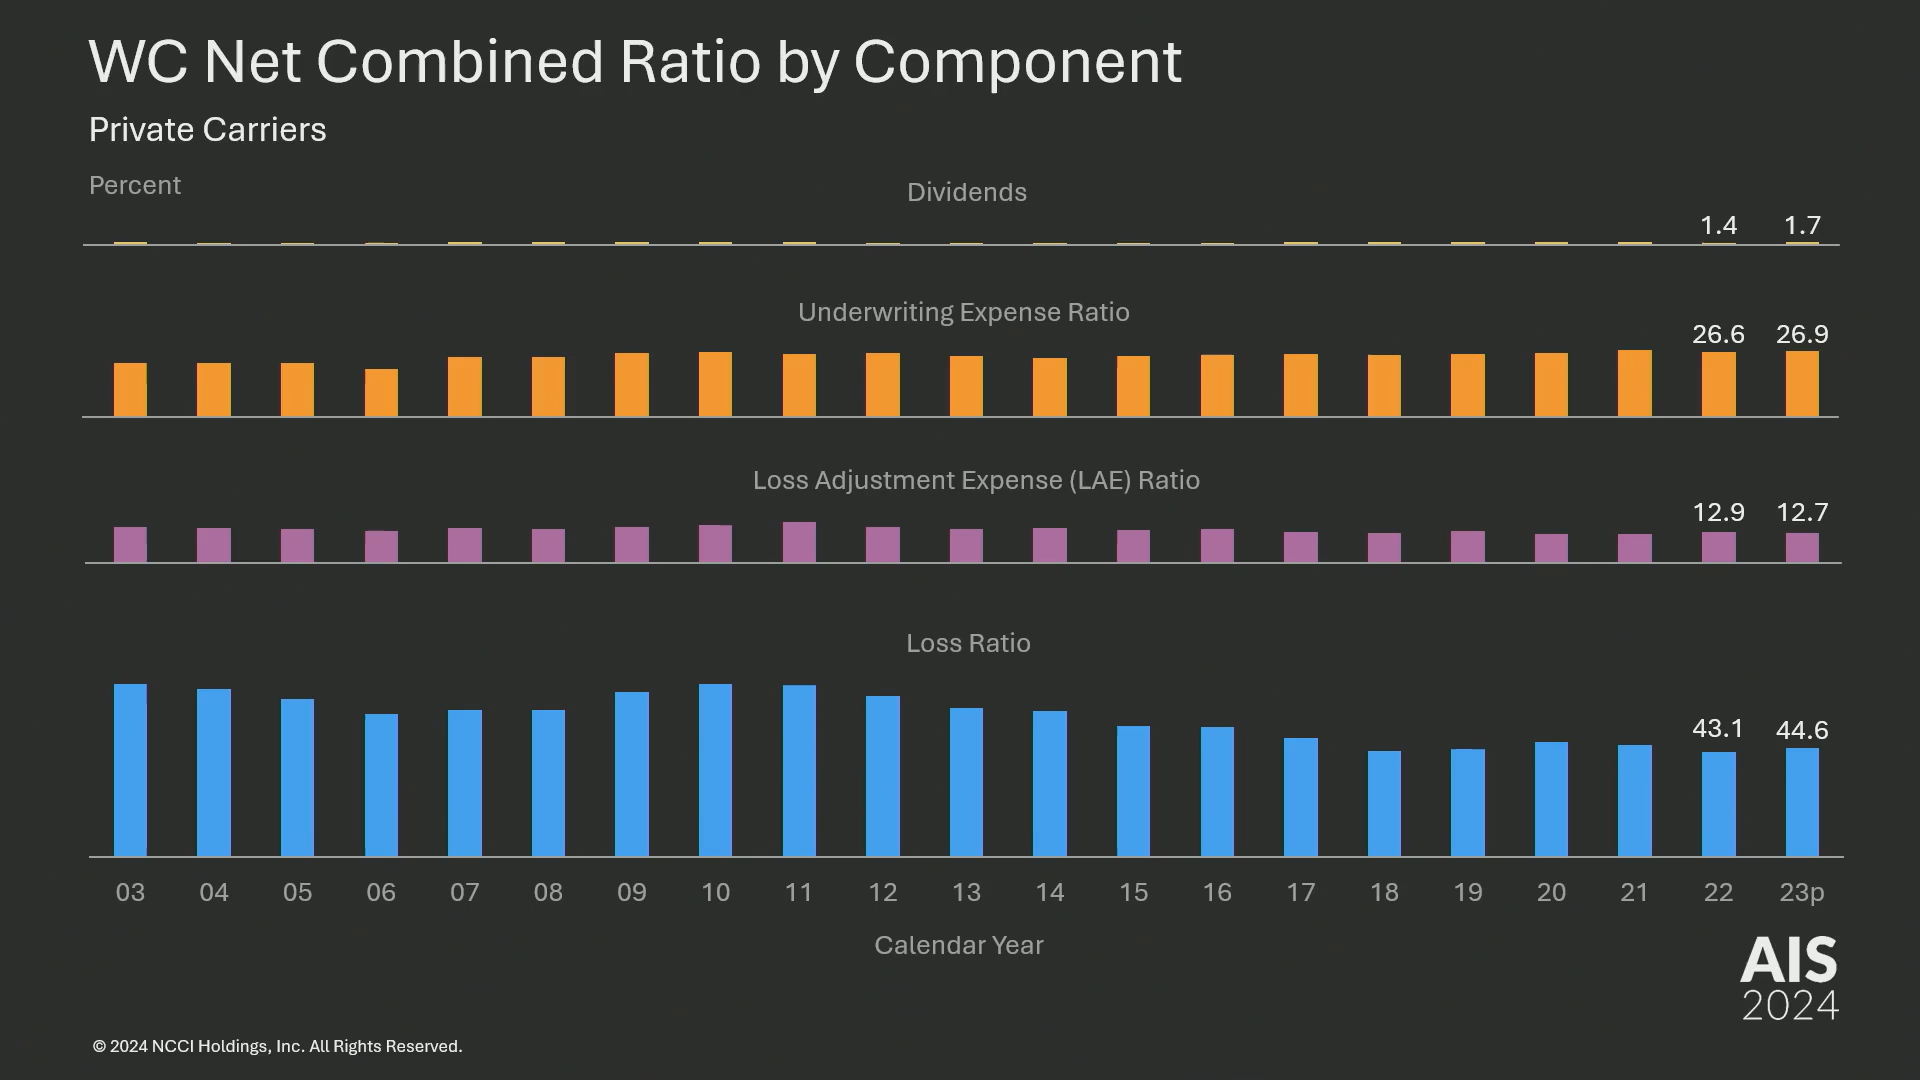 WC Net Combined Ratio by Component
Private Carriers
Percent
Dividends
1.4 1.7
Underwriting Expense Ratio
26.6 26.9
Loss Adjustment Expense (LAE) Ratio
12.9 12.7
Loss Ratio
43.1 44.6
03 04 05 06 07 08 09 10 11 12 13 14 15 16 17 18 19 20 21 22 23p
Calendar Year
AIS
2024
© 2024 NCCI Holdings, Inc. All Rights Reserved.